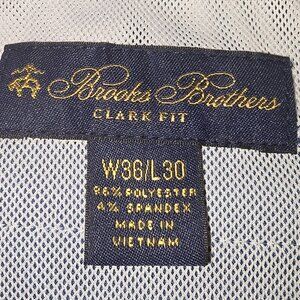 Brooks Brothers
CLARK FIT
W36/L30
96% POLYESTER
4% SPANDEX
MADE IN
VIETNAM